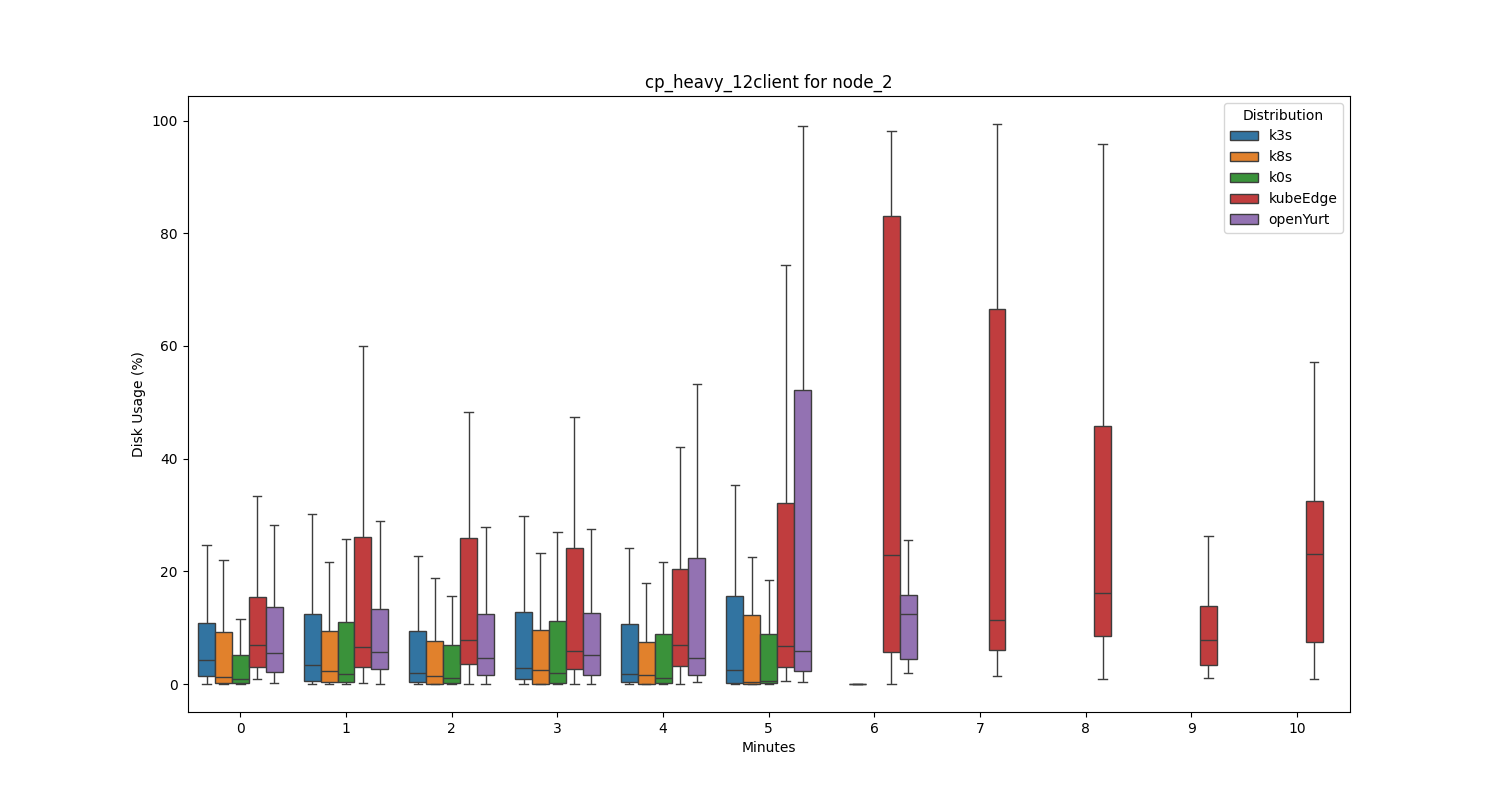 cp_heavy_12client for node_2
Distribution
k3s
k8s
k0s
kubeEdge
openYurt
Disk Usage (%)
100
80
60
40
20
0
0 1 2 3 4 5 6 7 8 9 10
Minutes